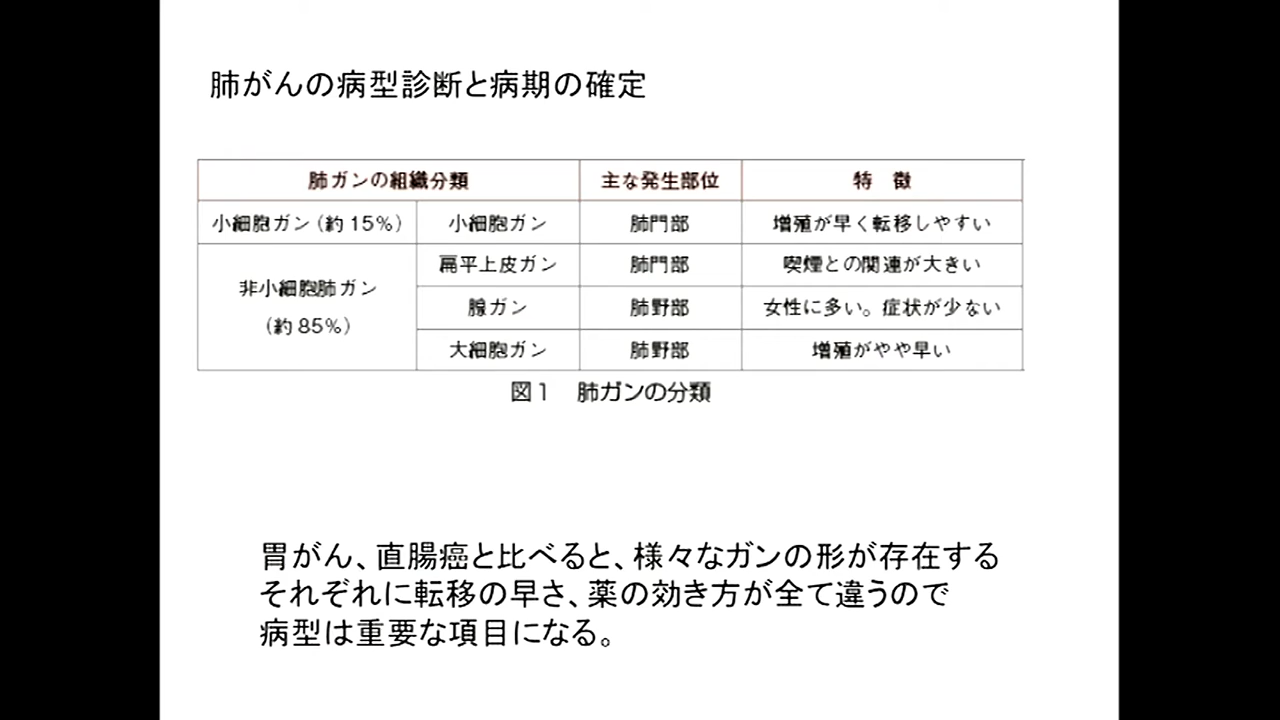 肺がんの病型診断と病期の確定
肺ガンの組織分類 主な発生部位 特 徴
小細胞ガン(約15%) 小細胞ガン 肺門部 増殖が早く転移しやすい
非小細胞肺ガン
(約85%)
扁平上皮ガン 肺門部 喫煙との関連が大きい
腺ガン 肺野部 女性に多い。症状が少ない
大細胞ガン 肺野部 増殖がやや早い
図1 肺ガンの分類
胃がん、直腸癌と比べると、様々なガンの形が存在する
それぞれに転移の早さ、薬の効き方が全て違うので
病型は重要な項目になる。